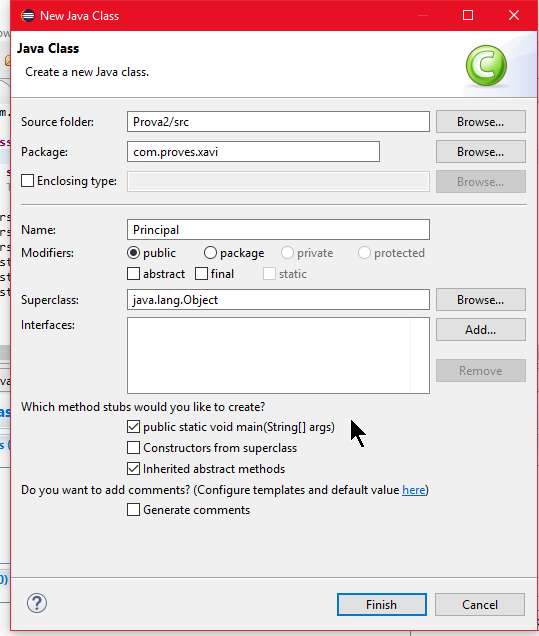 New Java Class
Java Class
Create a new Java class.
Source folder: Prova2/src Browse...
Package: com.proves.xavi Browse...
Enclosing type: Browse...
Name: Principal
Modifiers: public package private protected
abstract final static
Superclass: java.lang.Object Browse...
Interfaces: Add...
Remove
Which method stubs would you like to create?
public static void main(String[] args)
Constructors from superclass
Inherited abstract methods
Do you want to add comments? (Configure templates and default value here)
Generate comments
? Finish Cancel